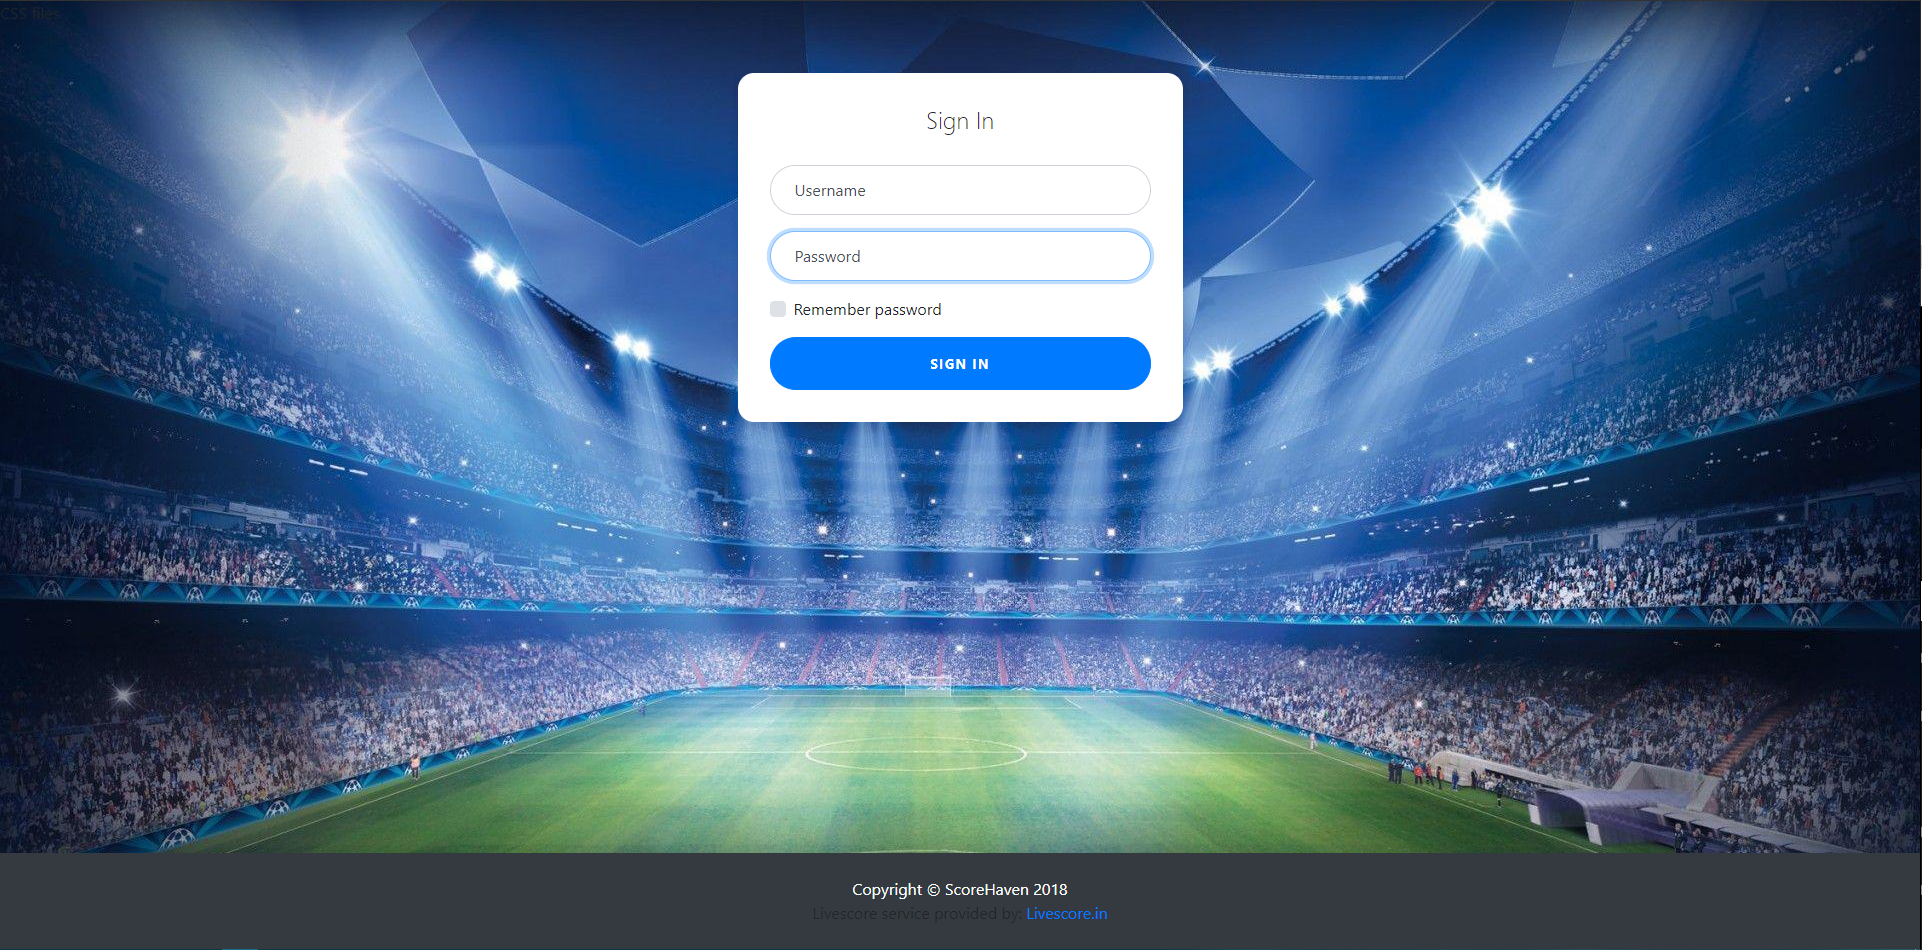 CSS files
Sign In
Username
Password
Remember password
SIGN IN
Copyright © ScoreHaven 2018
Livescore service provided by: Livescore.in